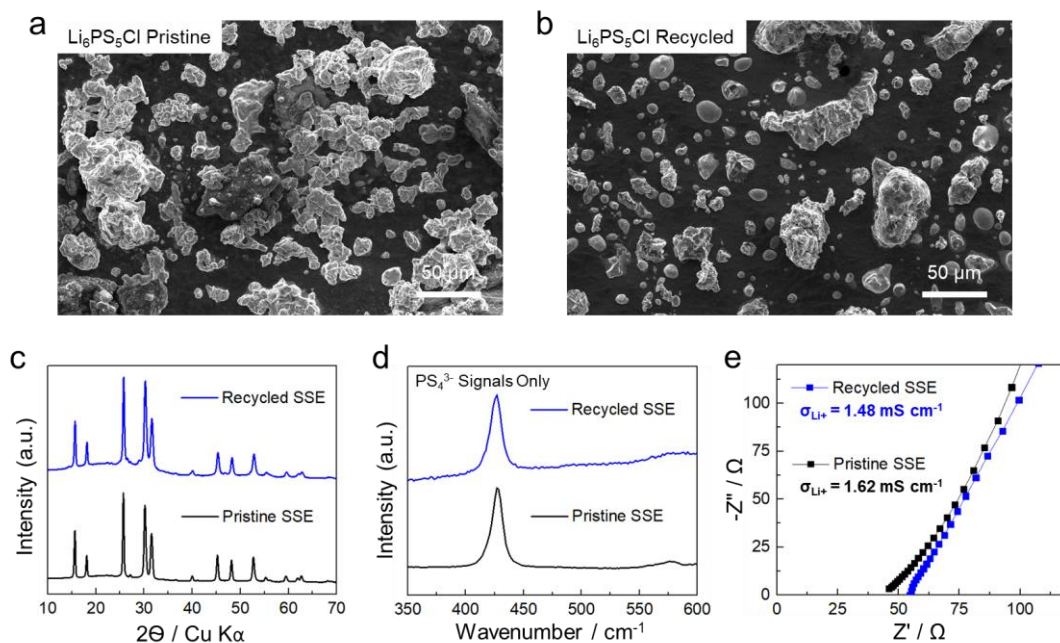 a
Li₆PS₅Cl Pristine
50 µm
b
Li₆PS₅Cl Recycled
50 µm
c
Intensity (a.u.)
Recycled SSE
Pristine SSE
10 20 30 40 50 60 70
2Θ / Cu Kα
d
Intensity (a.u.)
PS₄³⁻ Signals Only
Recycled SSE
Pristine SSE
350 400 450 500 550 600
Wavenumber / cm⁻¹
e
-Z″ / Ω
100
75
50
25
0
Recycled SSE
σLi+ = 1.48 mS cm⁻¹
Pristine SSE
σLi+ = 1.62 mS cm⁻¹
0 25 50 75 100
Z' / Ω